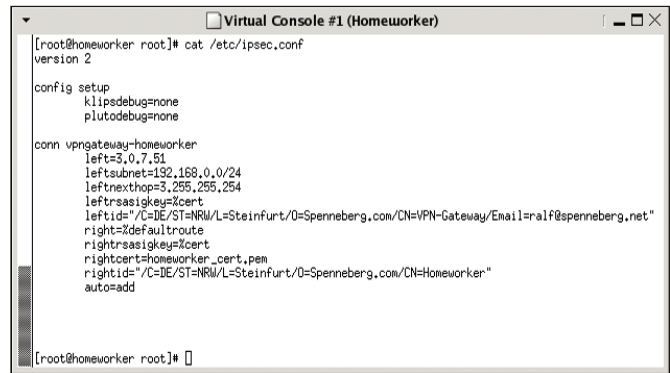 Virtual Console #1 (Homeworker)
[root@homeworker root]# cat /etc/ipsec.conf
version 2
config setup
klipsdebug=none
plutodebug=none
conn vpngateway-homeworker
left=3.0.7.51
leftsubnet=192.168.0.0/24
leftnexthop=3.255.255.254
leftrsasigkey=%cert
leftid="/C=DE/ST=NRW/L=Steinfurt/O=Spenneberg.com/CN=VPN-Gateway/Email=ralf@spenneberg.net"
right=%defaultroute
rightrsasigkey=%cert
rightcert=homeworker_cert.pem
rightid="/C=DE/ST=NRW/L=Steinfurt/O=Spenneberg.com/CN=Homeworker"
auto=add
[root@homeworker root]#